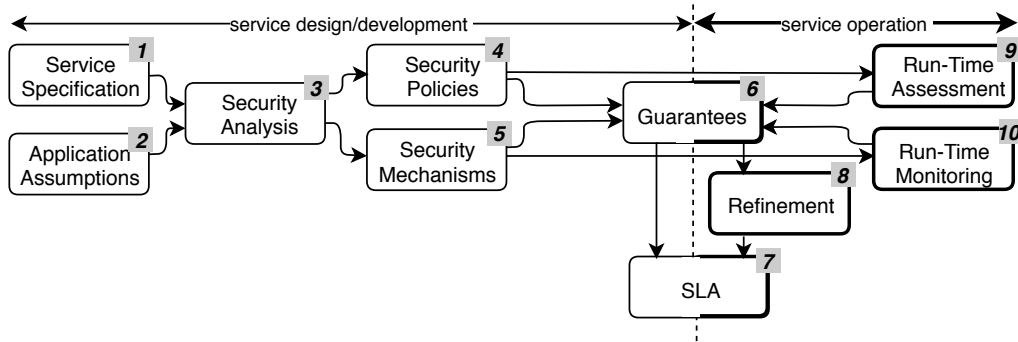 service design/development
service operation
1
Service
Specification
2
Application
Assumptions
3
Security
Analysis
4
Security
Policies
5
Security
Mechanisms
6
Guarantees
8
Refinement
7
SLA
9
Run-Time
Assessment
10
Run-Time
Monitoring